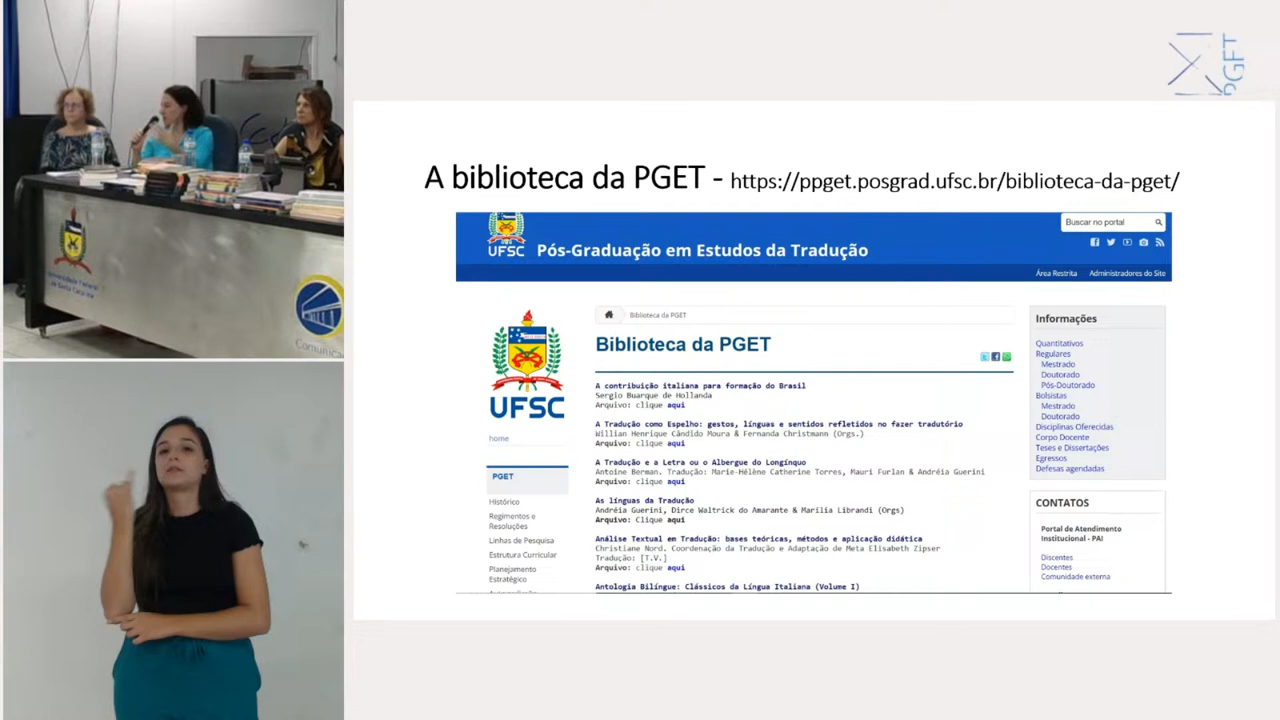 PGET
A biblioteca da PGET - https://ppget.posgrad.ufsc.br/biblioteca-da-pget/
UFSC
Pós-Graduação em Estudos da Tradução
Buscar no portal
Área Restrita
Administradores do Site
UFSC
home
PGET
Histórico
Regimentos e
Resoluções
Linhas de Pesquisa
Estrutura Curricular
Planejamento
Estratégico
Biblioteca da PGET
Biblioteca da PGET
A contribuição italiana para formação do Brasil
Sergio Buarque de Hollanda
Arquivo: clique aqui
A Tradução como Espelho: gestos, línguas e sentidos refletidos no fazer tradutório
Willian Henrique Cândido Moura & Fernanda Christmann (Orgs.)
Arquivo: clique aqui
A Tradução e a Letra ou o Albergue do Longínquo
Antoine Berman. Tradução: Marie-Hélène Catherine Torres, Mauri Furlan & Andréia Guerini
Arquivo: clique aqui
As línguas da Tradução
Andréia Guerini, Dirce Waltrick do Amarante & Marília Librandi (Orgs)
Arquivo: Clique aqui
Análise Textual em Tradução: bases teóricas, métodos e aplicação didática
Christiane Nord. Coordenação da Tradução e Adaptação de Meta Elisabeth Zipser
Tradução: [T.V.]
Arquivo: clique aqui
Antologia Bilíngue: Clássicos da Língua Italiana (Volume I)
Informações
Quantitativos
Regulares
Mestrado
Doutorado
Pós-Doutorado
Bolsistas
Mestrado
Doutorado
Disciplinas Oferecidas
Corpo Docente
Teses e Dissertações
Egressos
Defesas agendadas
CONTATOS
Portal de Atendimento
Institucional - PAI
Discentes
Docentes
Comunidade externa
Universidade Federal
de Santa Catarina
Comunica